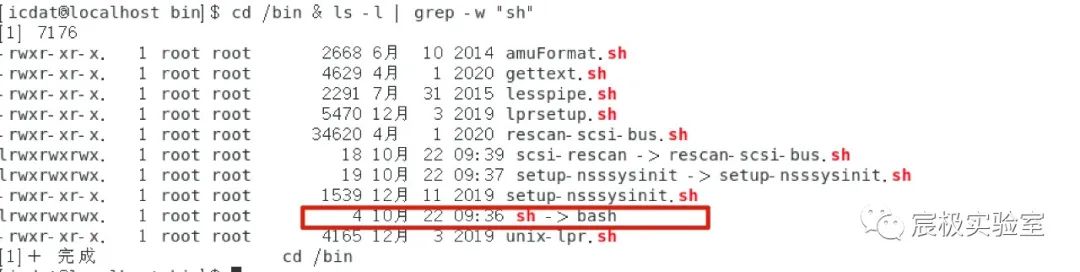 [icdat@localhost bin]$ cd /bin & ls -l | grep -w "sh"
[1] 7176
-rwxr-xr-x. 1 root root 2668 6月 10 2014 amuFormat.sh
-rwxr-xr-x. 1 root root 4629 4月 1 2020 gettext.sh
-rwxr-xr-x. 1 root root 2291 7月 31 2015 lesspipe.sh
-rwxr-xr-x. 1 root root 5470 12月 3 2019 lprsetup.sh
-rwxr-xr-x. 1 root root 34620 4月 1 2020 rescan-scsi-bus.sh
lrwxrwxrwx. 1 root root 18 10月 22 09:39 scsi-rescan -> rescan-scsi-bus.sh
lrwxrwxrwx. 1 root root 19 10月 22 09:37 setup-nsssysinit -> setup-nsssysinit.sh
-rwxr-xr-x. 1 root root 1539 12月 11 2019 setup-nsssysinit.sh
lrwxrwxrwx. 1 root root 4 10月 22 09:36 sh -> bash
-rwxr-xr-x. 1 root root 4165 12月 3 2019 unix-lpr.sh
[1]+ 完成 cd /bin
[icdat@localhost bin]$
宸极实验室